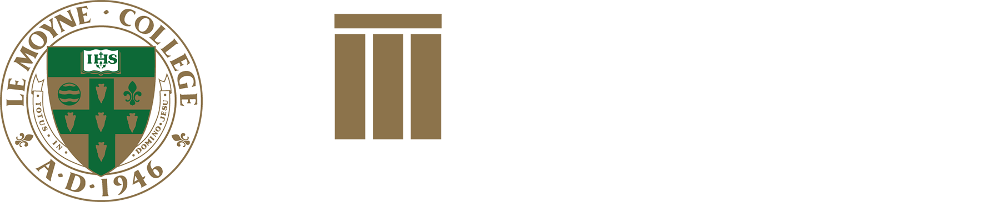 LE MOYNE · COLLEGE
IHS
· TOTUS · IN · DOMINO · JESU ·
A · D · 1946